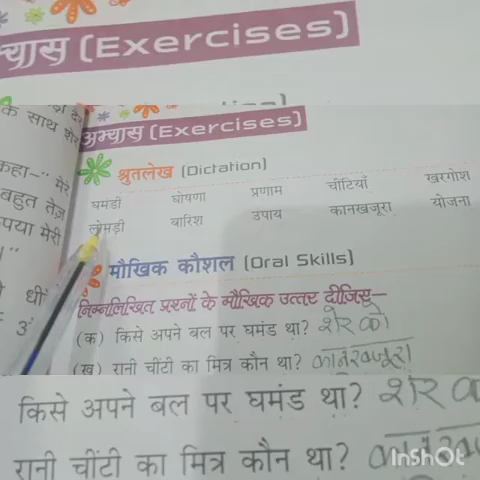 अभ्यास (Exercises)
के साथ शेर
अभ्यास (Exercises)
श्रुतलेख (Dictation)
कहा–" मेरे
बहुत तेज़
पया मेरी
घमंडी घोषणा प्रणाम चींटियाँ खरगोश
लोमड़ी बारिश उपाय कानखजूरा योजना
मौखिक कौशल (Oral Skills)
निम्नलिखित प्रश्नों के मौखिक उत्तर दीजिए–
(क) किसे अपने बल पर घमंड था? शेर को
(ख) रानी चींटी का मित्र कौन था? कानखजूरा
किसे अपने बल पर घमंड था? शेर
रानी चींटी का मित्र कौन था?
InShOt